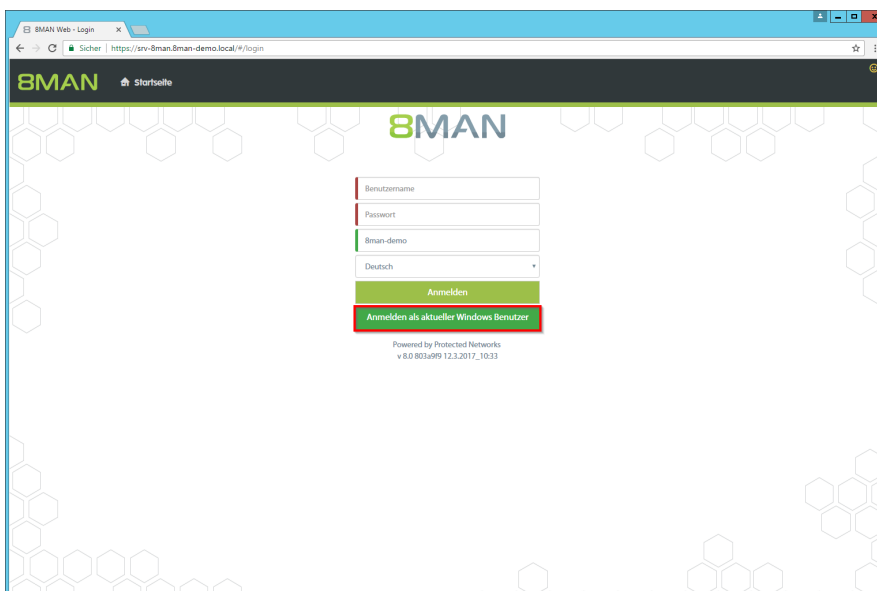 8MAN Web - Login
Sicher | https://srv-8man.8man-demo.local/#/login
8MAN Startseite
8MAN
Benutzername
Passwort
8man-demo
Deutsch
Anmelden
Anmelden als aktueller Windows Benutzer
Powered by Protected Networks
v 8.0 803a9f9 12.3.2017_10:33